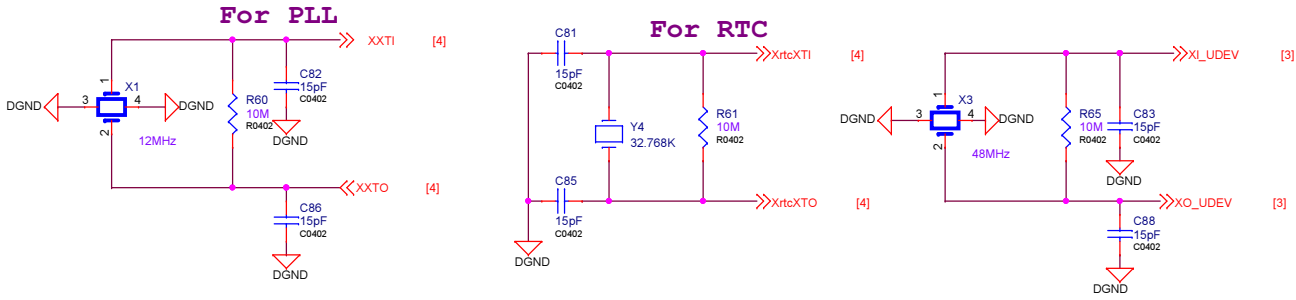 For PLL
XXTI [4]
1
X1
3
4
DGND
DGND
2
12MHz
R60
10M
R0402
C82
15pF
C0402
DGND
XXTO [4]
C86
15pF
C0402
DGND
For RTC
C81
15pF
C0402
XrtcXTI [4]
Y4
32.768K
R61
10M
R0402
C85
15pF
C0402
XrtcXTO [4]
DGND
XI_UDEV [3]
1
X3
3
4
DGND
DGND
2
48MHz
R65
10M
R0402
C83
15pF
C0402
DGND
XO_UDEV [3]
C88
15pF
C0402
DGND